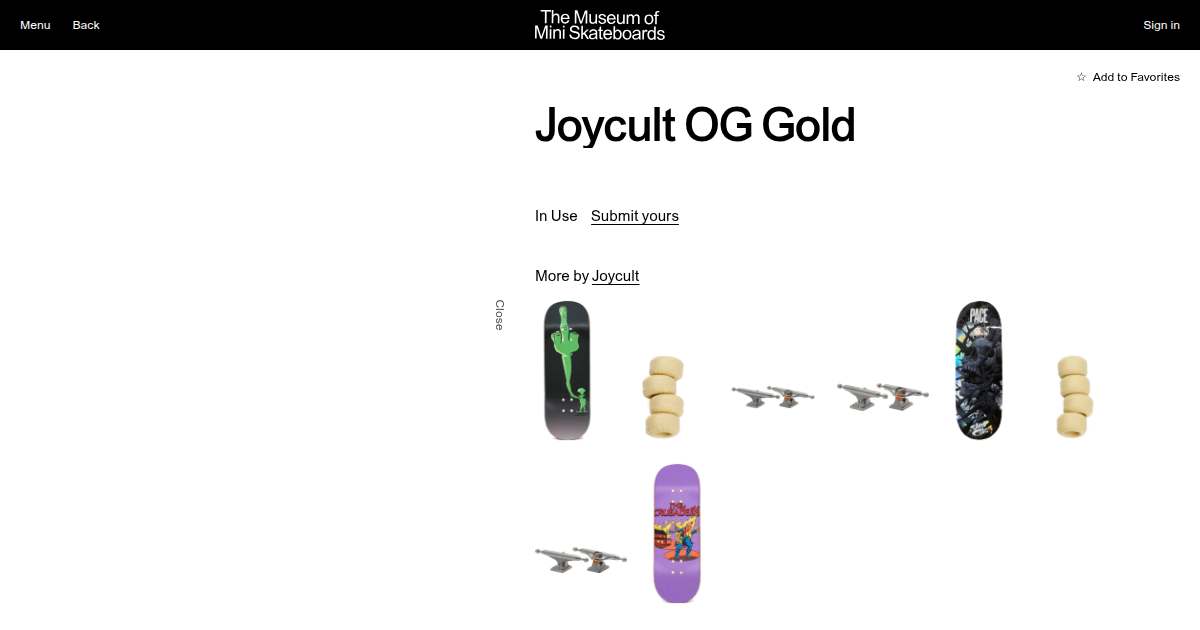 Menu
Back
The Museum of
Mini Skateboards
Sign in
☆ Add to Favorites
Joycult OG Gold
In Use Submit yours
More by Joycult
Close
PACE